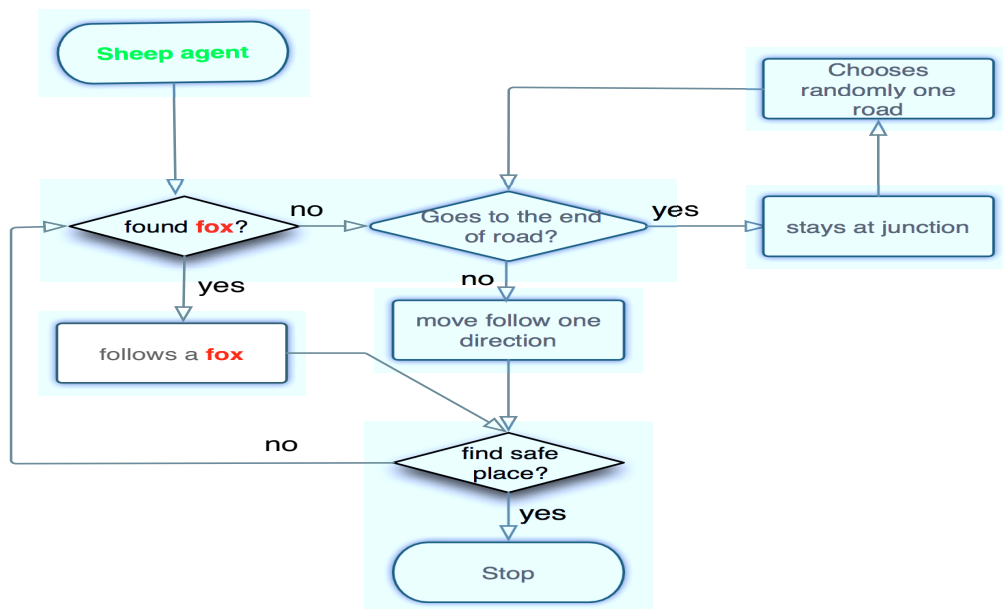 Sheep agent
Chooses
randomly one
road
found fox?
no
Goes to the end
of road?
yes
stays at junction
yes
no
follows a fox
move follow one
direction
no
find safe
place?
yes
Stop